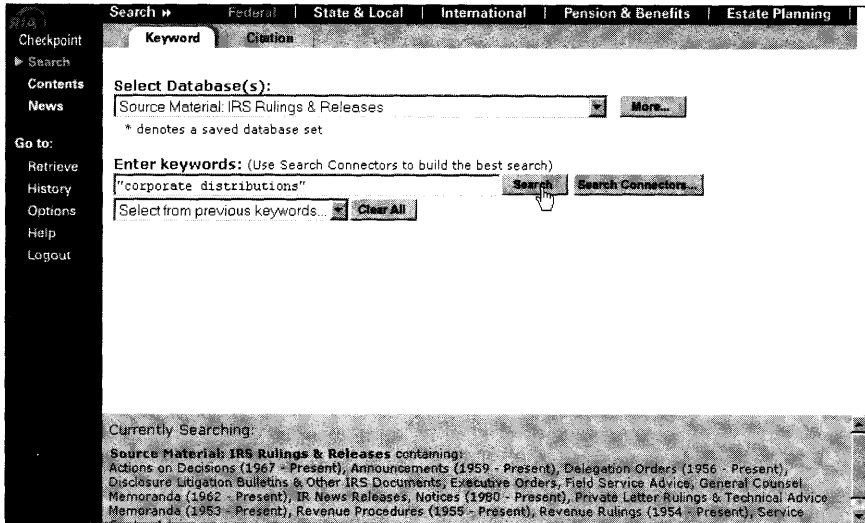 RIA
Checkpoint
Search
Contents
News
Go to:
Retrieve
History
Options
Help
Logout
Search Federal | State & Local | International | Pension & Benefits | Estate Planning |
Keyword Citation
Select Database(s):
Source Material: IRS Rulings & Releases More...
* denotes a saved database set
Enter keywords: (Use Search Connectors to build the best search)
"corporate distributions" Search Search Connectors...
Select from previous keywords... Clear All
Currently Searching:
Source Material: IRS Rulings & Releases containing:
Actions on Decisions (1967 - Present), Announcements (1959 - Present), Delegation Orders (1956 - Present),
Disclosure Litigation Bulletins & Other IRS Documents, Executive Orders, Field Service Advice, General Counsel
Memoranda (1962 - Present), IR News Releases, Notices (1980 - Present), Private Letter Rulings & Technical Advice
Memoranda (1953 - Present), Revenue Procedures (1955 - Present), Revenue Rulings (1954 - Present), Service